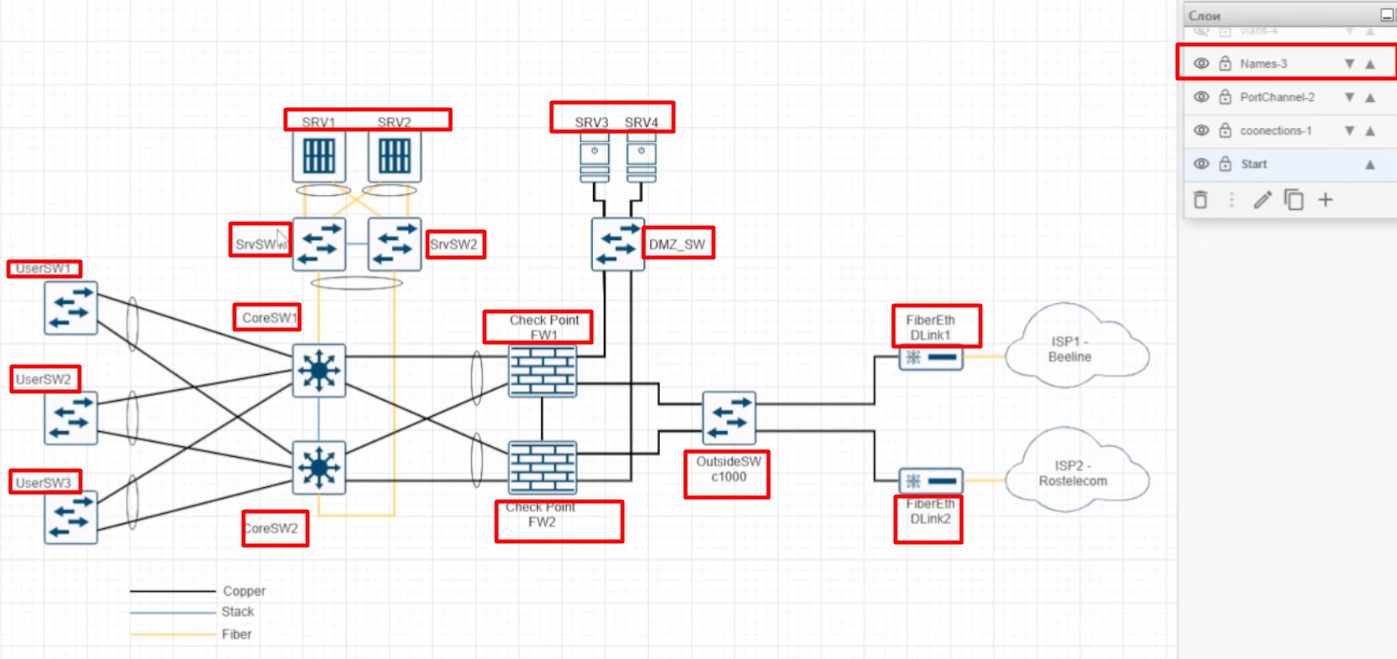 Слои
Vlans-4
Names-3
PortChannel-2
coonections-1
Start
SRV1 SRV2
SRV3 SRV4
SrvSW
SrvSW2
DMZ_SW
UserSW1
CoreSW1
Check Point
FW1
FiberEth
DLink1
ISP1 -
Beeline
UserSW2
UserSW3
OutsideSW
c1000
ISP2 -
Rostelecom
CoreSW2
Check Point
FW2
FiberEth
DLink2
Copper
Stack
Fiber